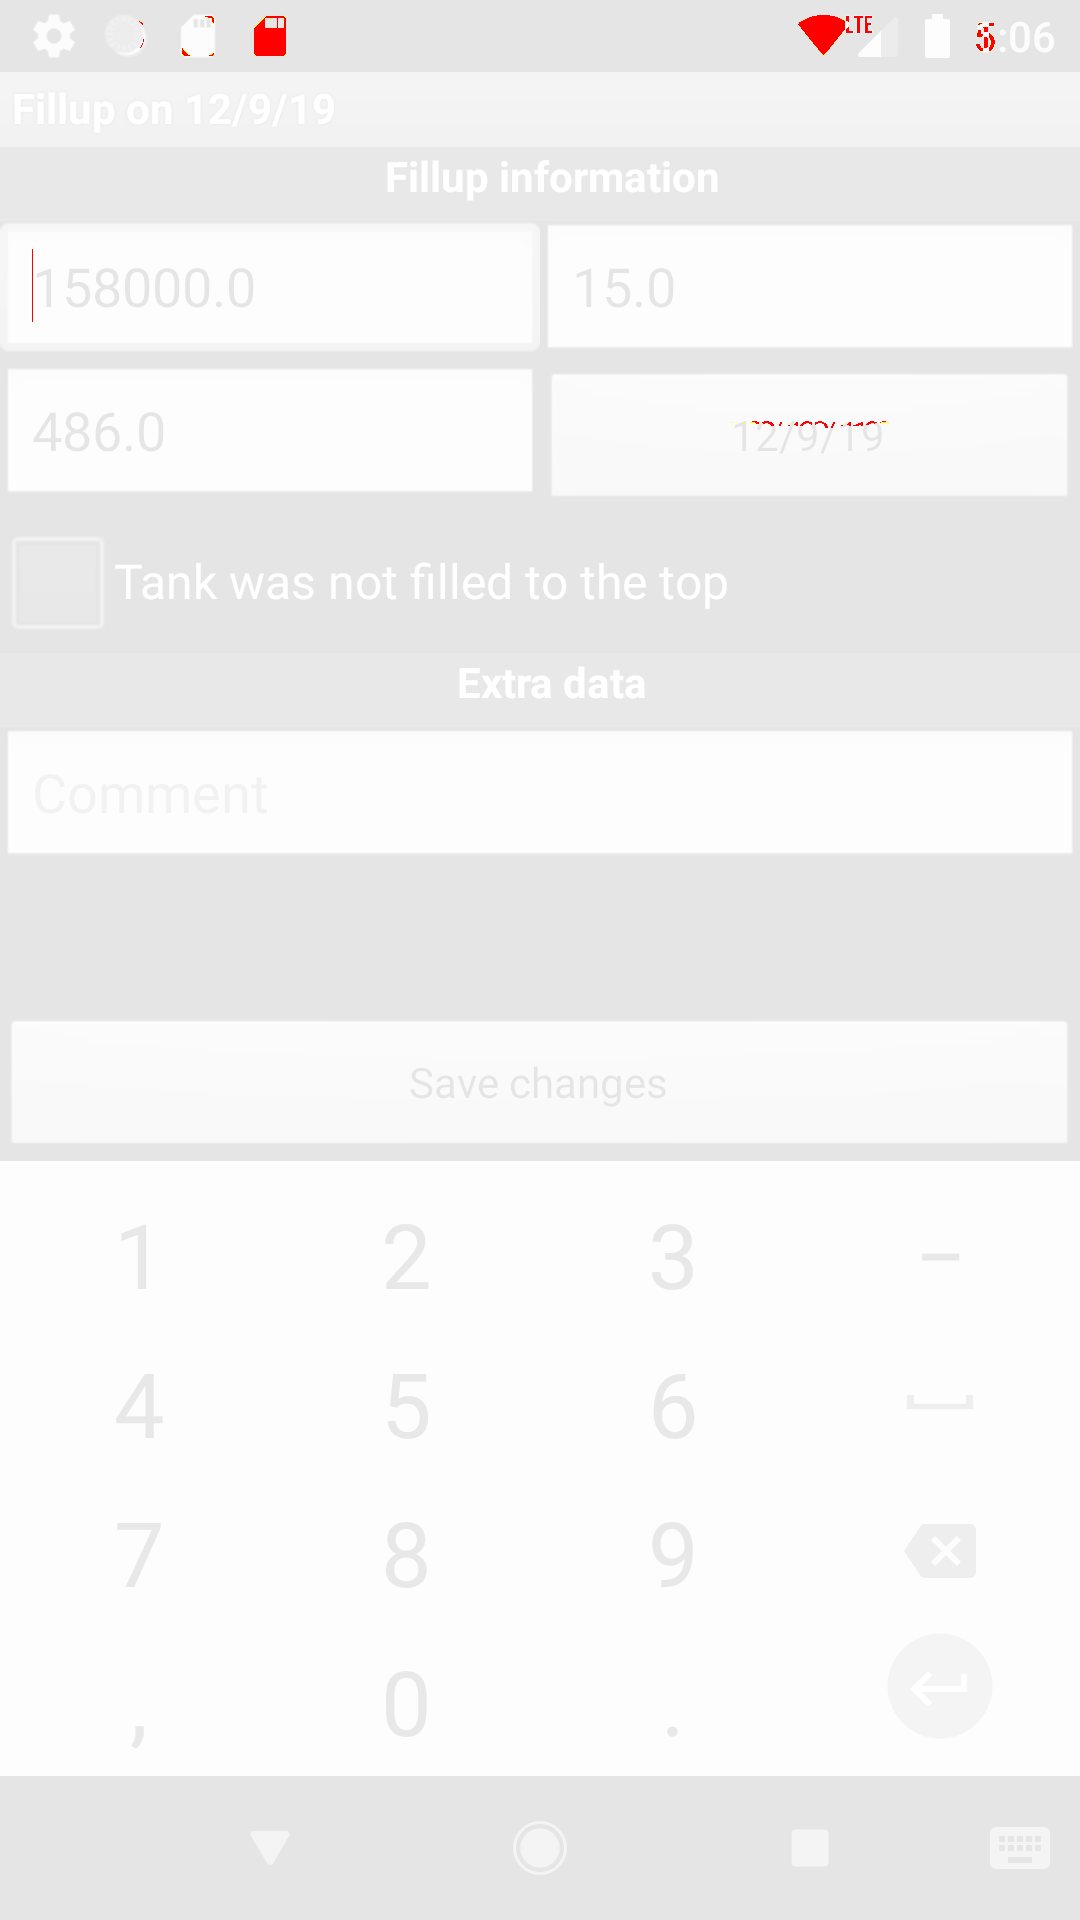 LTE :06
Fillup on 12/9/19
Fillup information
158000.0 15.0
486.0 12/9/19
Tank was not filled to the top
Extra data
Comment
Save changes
1 2 3 –
4 5 6
7 8 9
, 0 .